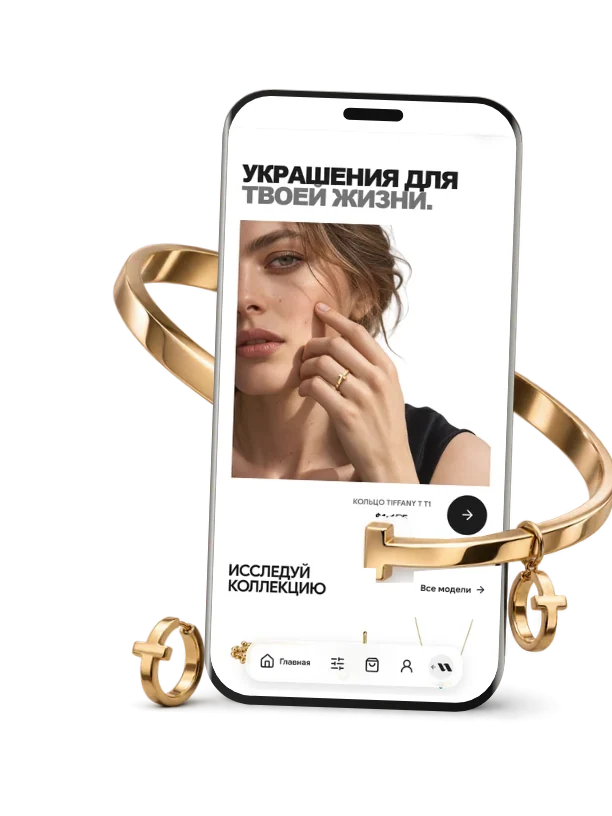 УКРАШЕНИЯ ДЛЯ
ТВОЕЙ ЖИЗНИ.
КОЛЬЦО TIFFANY T T1
ИССЛЕДУЙ
КОЛЛЕКЦИЮ
Все модели
Главная